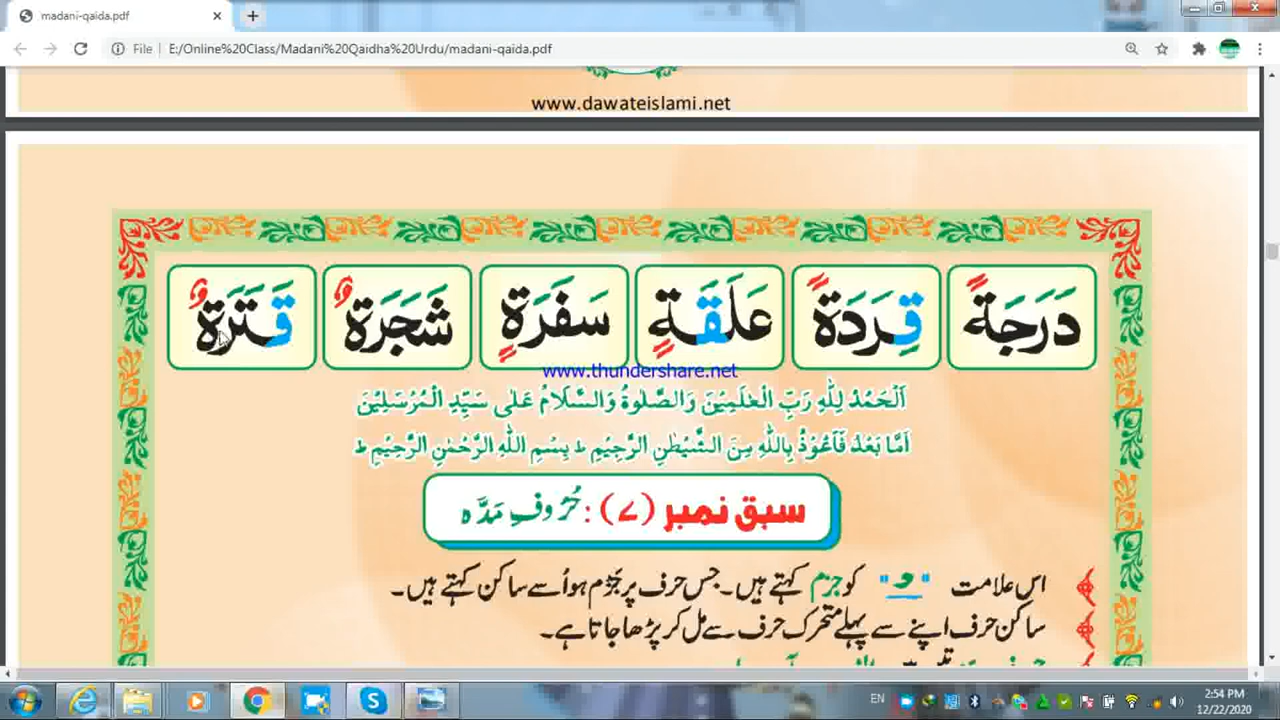 madani-qaida.pdf
File | E:/Online%20Class/Madani%20Qaidha%20Urdu/madani-qaida.pdf
www.dawateislami.net
دَرَجَةً قِرَدَةً عَلَقَةٍ سَفَرَةٍ شَجَرَةٌ قَتَرَةٌ
www.thundershare.net
اَلْحَمْدُ لِلّٰهِ رَبِّ الْعٰلَمِيْنَ وَالصَّلٰوةُ وَالسَّلَامُ عَلٰى سَيِّدِ الْمُرْسَلِيْنَ
اَمَّا بَعْدُ فَاَعُوْذُ بِاللّٰهِ مِنَ الشَّيْطٰنِ الرَّجِيْمِ ط بِسْمِ اللّٰهِ الرَّحْمٰنِ الرَّحِيْمِ ط
سبق نمبر (۷) : حُرُوفِ مَدَّہ
اس علامت " ـْ " کو جزم کہتے ہیں۔ جس حرف پر جَزْم ہو اُسے ساکن کہتے ہیں۔
ساکن حرف اپنے سے پہلے متحرک حرف سے مل کر پڑھا جاتا ہے۔
EN
2:54 PM
12/22/2020